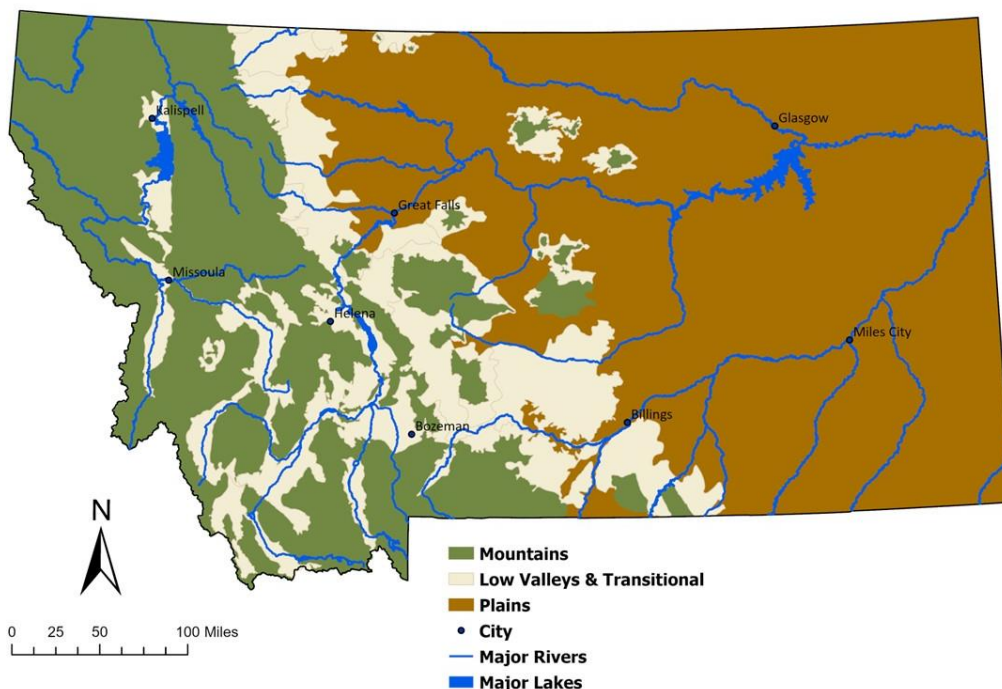 Kalispell
Glasgow
Great Falls
Missoula
Helena
Miles City
Billings
Bozeman
N
Mountains
Low Valleys & Transitional
Plains
City
Major Rivers
Major Lakes
0 25 50 100 Miles